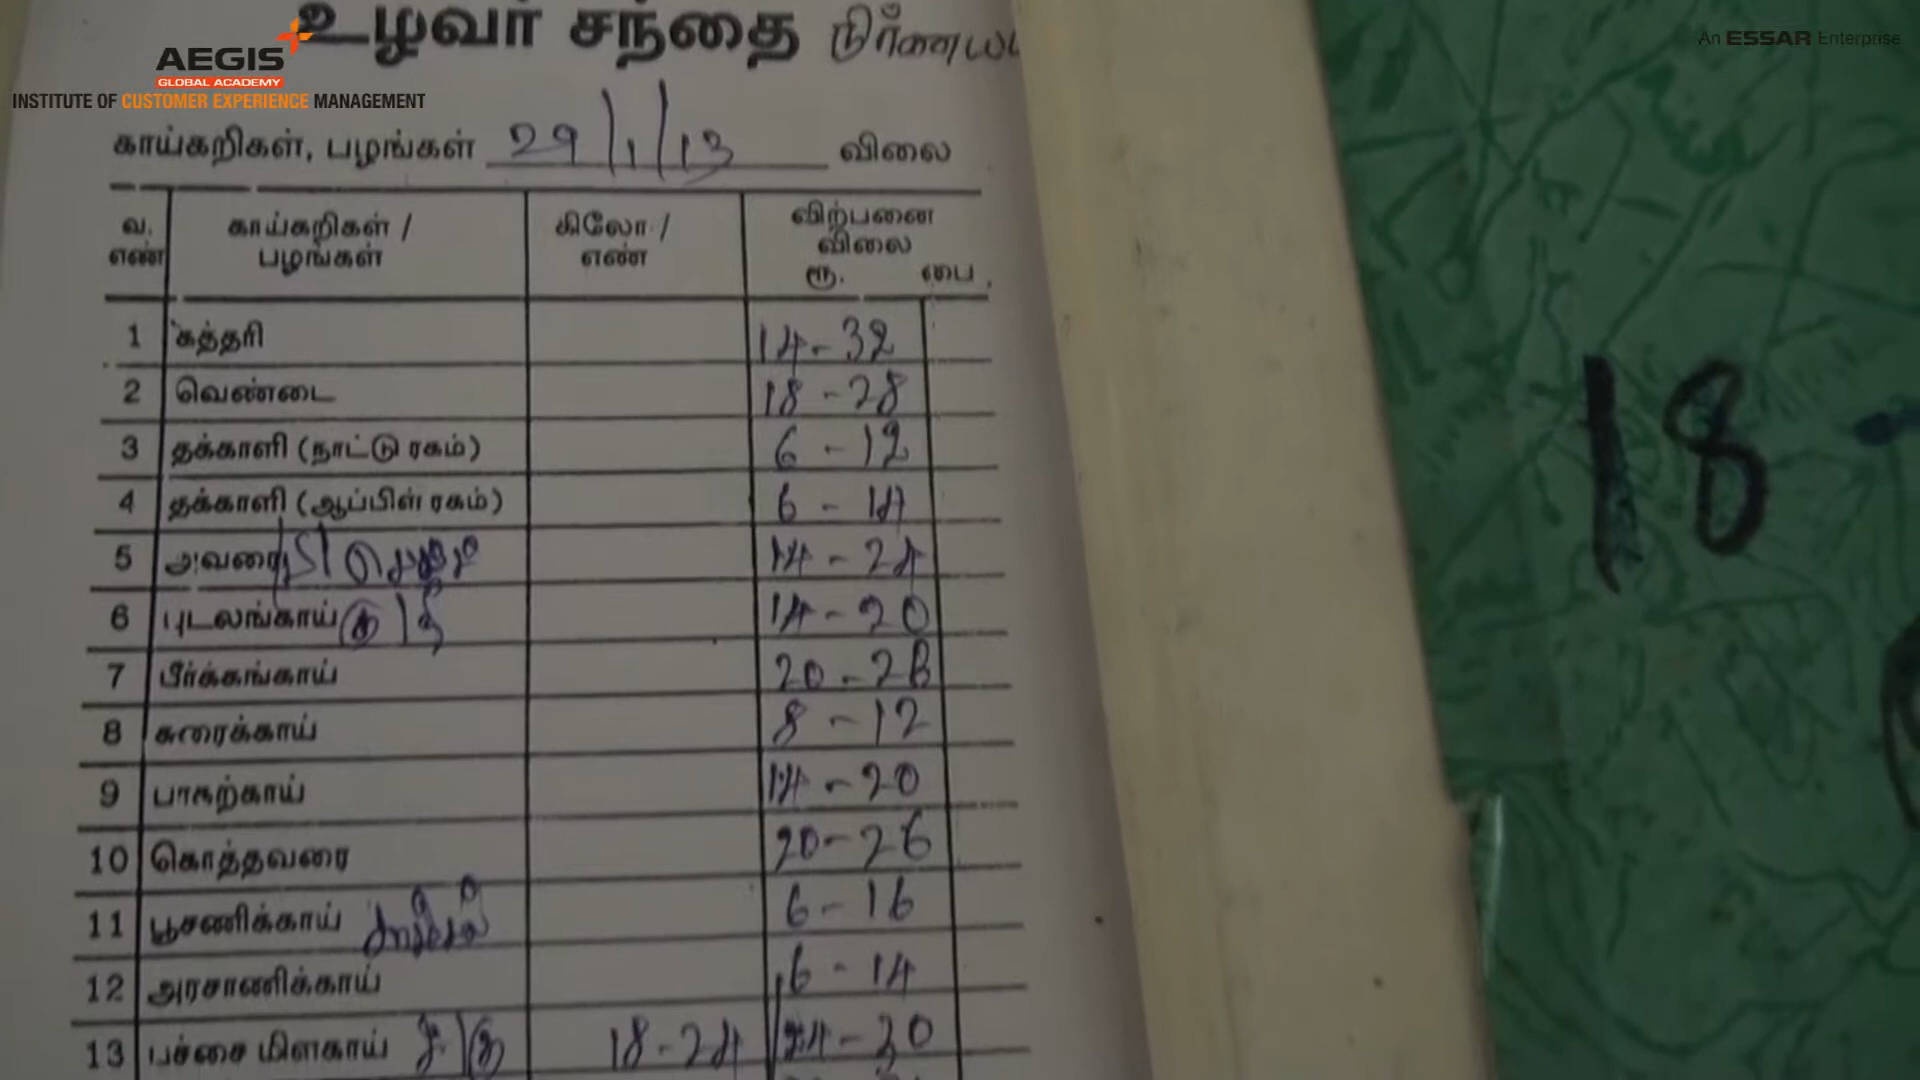 உழவர் சந்தை நிர்ணய
AEGIS
GLOBAL ACADEMY
INSTITUTE OF CUSTOMER EXPERIENCE MANAGEMENT
An ESSAR Enterprise
காய்கறிகள், பழங்கள் 29/1/13 விலை
வ. எண் காய்கறிகள் / பழங்கள் கிலோ / எண் விற்பனை விலை ரூ. பை.
1 கத்தரி 14-32
2 வெண்டை 18-28
3 தக்காளி (நாட்டு ரகம்) 6-12
4 தக்காளி (ஆப்பிள் ரகம்) 6-14
5 அவரை 14-24
6 புடலங்காய் 14-20
7 பீர்க்கங்காய் 20-28
8 சுரைக்காய் 8-12
9 பாகற்காய் 14-20
10 கொத்தவரை 20-26
11 பூசணிக்காய் 6-16
12 அரசாணிக்காய் 6-14
13 பச்சை மிளகாய் 18-24 24-30
18